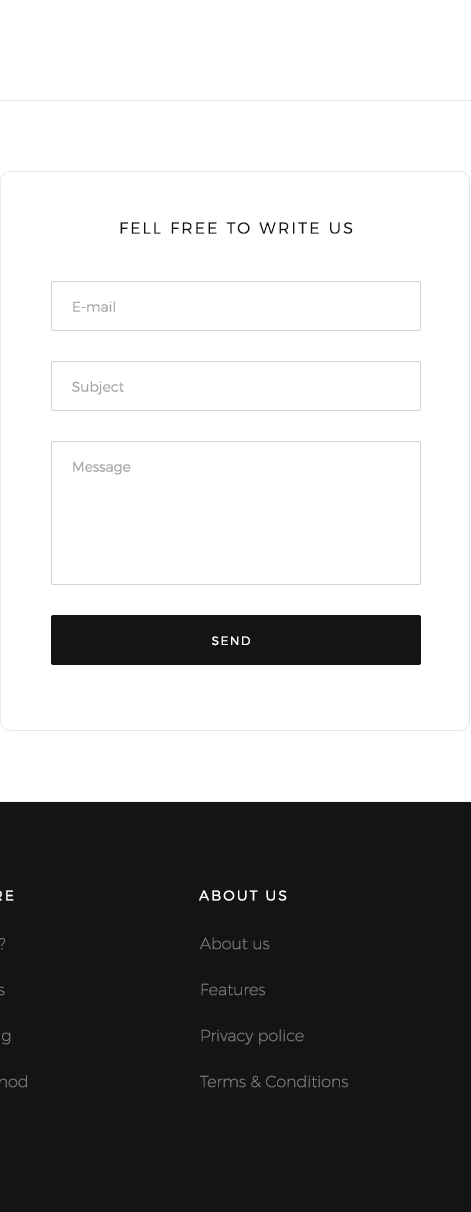 FELL FREE TO WRITE US
E-mail
Subject
Message
SEND
RE
ABOUT US
?
About us
s
Features
g
Privacy police
nod
Terms & Conditions